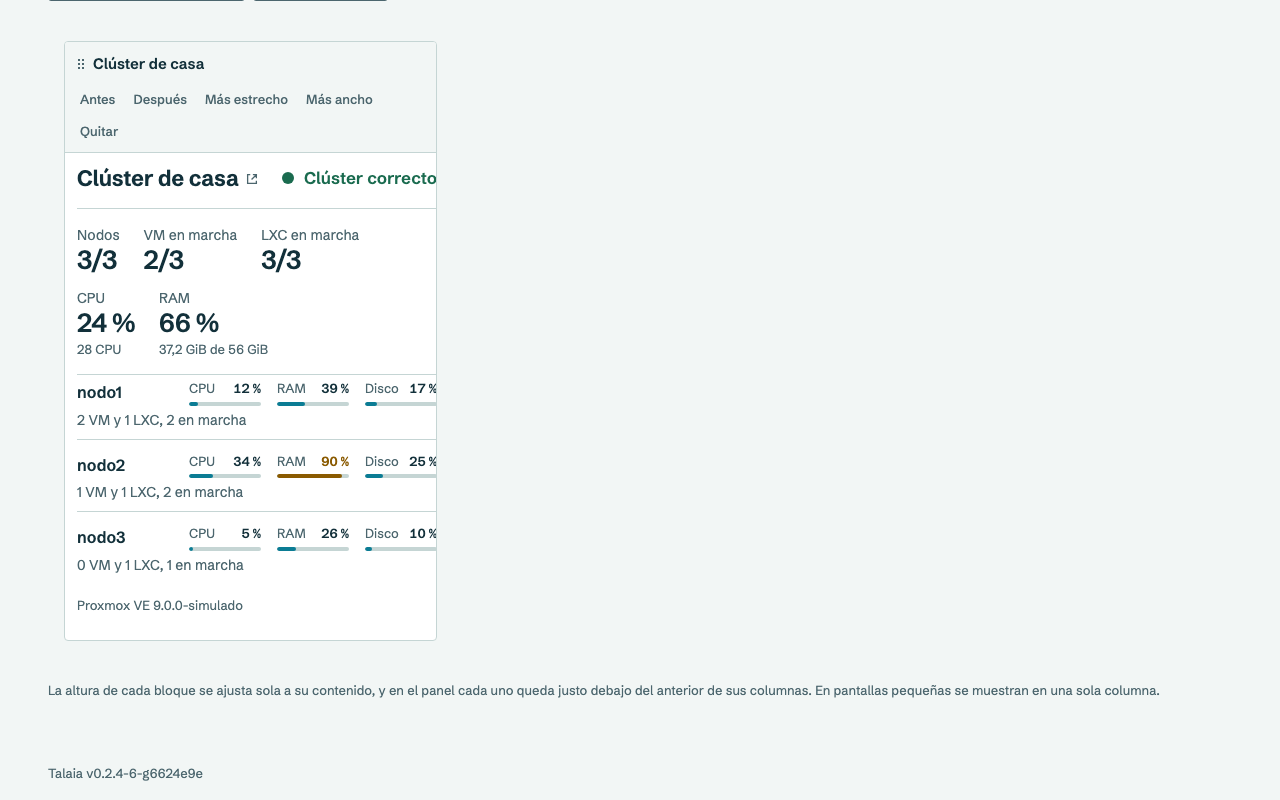 Clúster de casa
Antes Después Más estrecho Más ancho
Quitar
Clúster de casa Clúster correcto
Nodos VM en marcha LXC en marcha
3/3 2/3 3/3
CPU RAM
24 % 66 %
28 CPU 37,2 GiB de 56 GiB
nodo1 CPU 12 % RAM 39 % Disco 17 %
2 VM y 1 LXC, 2 en marcha
nodo2 CPU 34 % RAM 90 % Disco 25 %
1 VM y 1 LXC, 2 en marcha
nodo3 CPU 5 % RAM 26 % Disco 10 %
0 VM y 1 LXC, 1 en marcha
Proxmox VE 9.0.0-simulado
La altura de cada bloque se ajusta sola a su contenido, y en el panel cada uno queda justo debajo del anterior de sus columnas. En pantallas pequeñas se muestran en una sola columna.
Talaia v0.2.4-6-g6624e9e